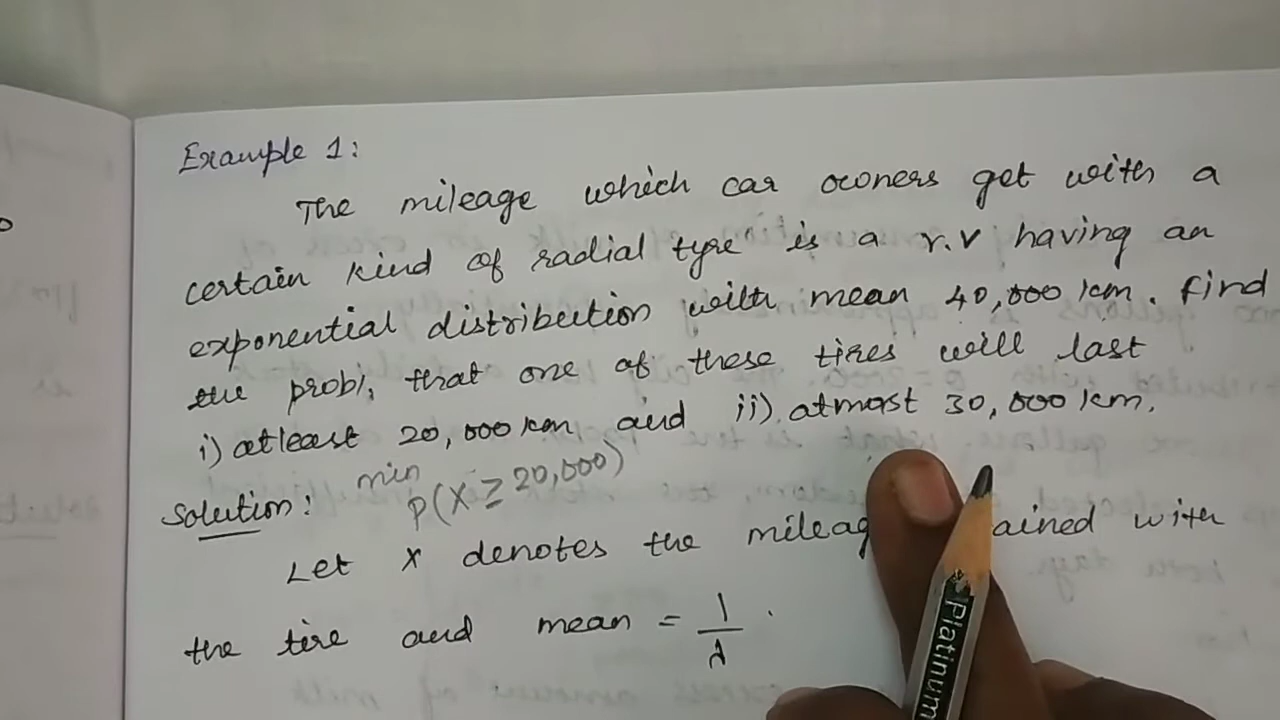 Example 1:
The mileage which car owners get with a
certain kind of radial tyre is a r.v having an
exponential distribution with mean 40,000 km. Find
the prob, that one of these tires will last
i) atleast 20,000 km and ii) atmost 30,000 km.
min
P(X ≥ 20,000)
Solution:
Let X denotes the mileag ained with
the tire and mean = 1/λ.
Platinum